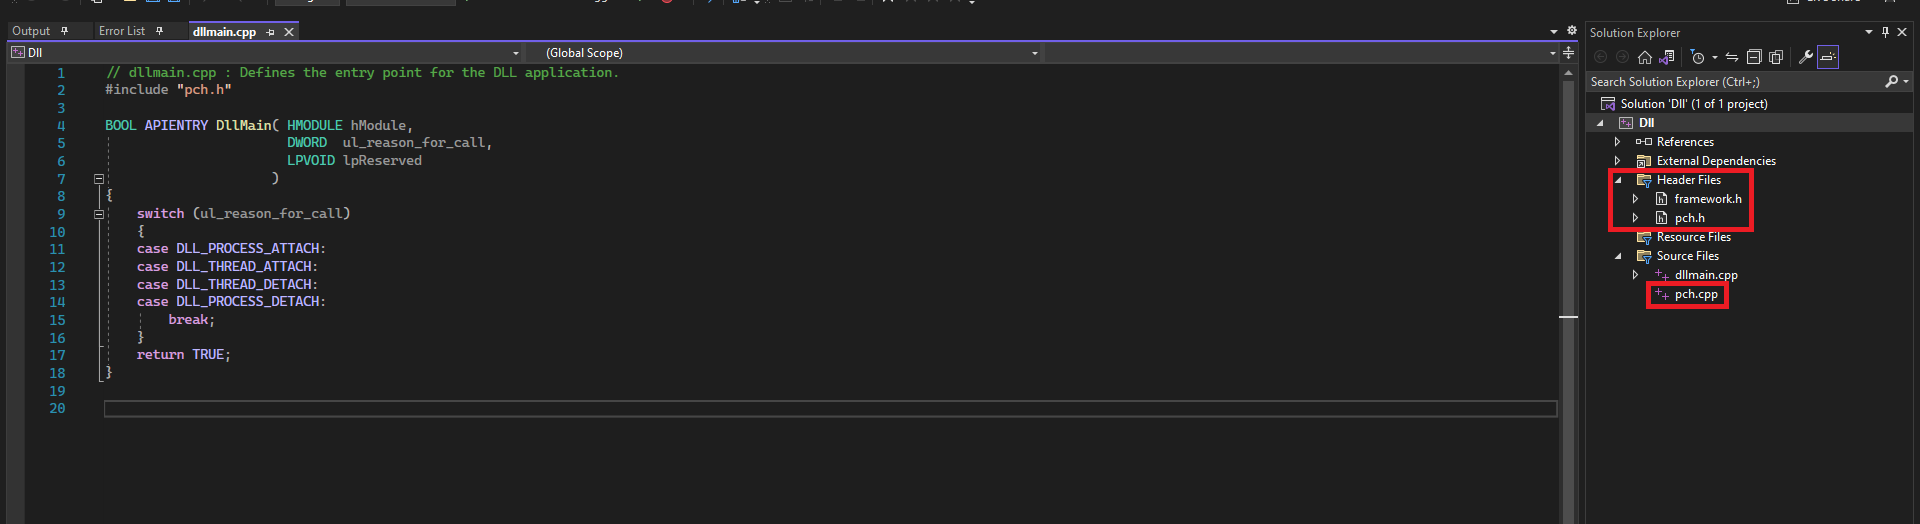 Output
Error List
dllmain.cpp
Dll
(Global Scope)
1 // dllmain.cpp : Defines the entry point for the DLL application.
2 #include "pch.h"
3
4 BOOL APIENTRY DllMain( HMODULE hModule,
5 DWORD  ul_reason_for_call,
6 LPVOID lpReserved
7 )
8 {
9 switch (ul_reason_for_call)
10 {
11 case DLL_PROCESS_ATTACH:
12 case DLL_THREAD_ATTACH:
13 case DLL_THREAD_DETACH:
14 case DLL_PROCESS_DETACH:
15 break;
16 }
17 return TRUE;
18 }
19
20
Solution Explorer
Search Solution Explorer (Ctrl+;)
Solution 'Dll' (1 of 1 project)
Dll
References
External Dependencies
Header Files
framework.h
pch.h
Resource Files
Source Files
dllmain.cpp
pch.cpp